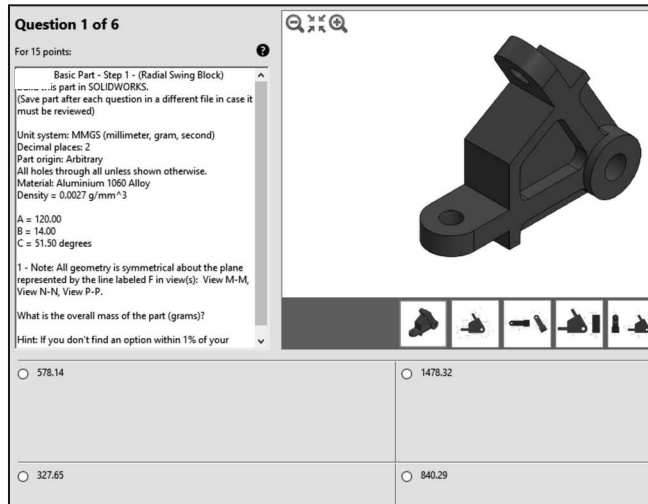 Question 1 of 6
For 15 points:
?
Basic Part - Step 1 - (Radial Swing Block)
this part in SOLIDWORKS.
(Save part after each question in a different file in case it
must be reviewed)
Unit system: MMGS (millimeter, gram, second)
Decimal places: 2
Part origin: Arbitrary
All holes through all unless shown otherwise.
Material: Aluminium 1060 Alloy
Density = 0.0027 g/mm^3
A = 120.00
B = 14.00
C = 51.50 degrees
1 - Note: All geometry is symmetrical about the plane
represented by the line labeled F in view(s): View M-M,
View N-N, View P-P.
What is the overall mass of the part (grams)?
Hint: If you don't find an option within 1% of your
578.14
1478.32
327.65
840.29